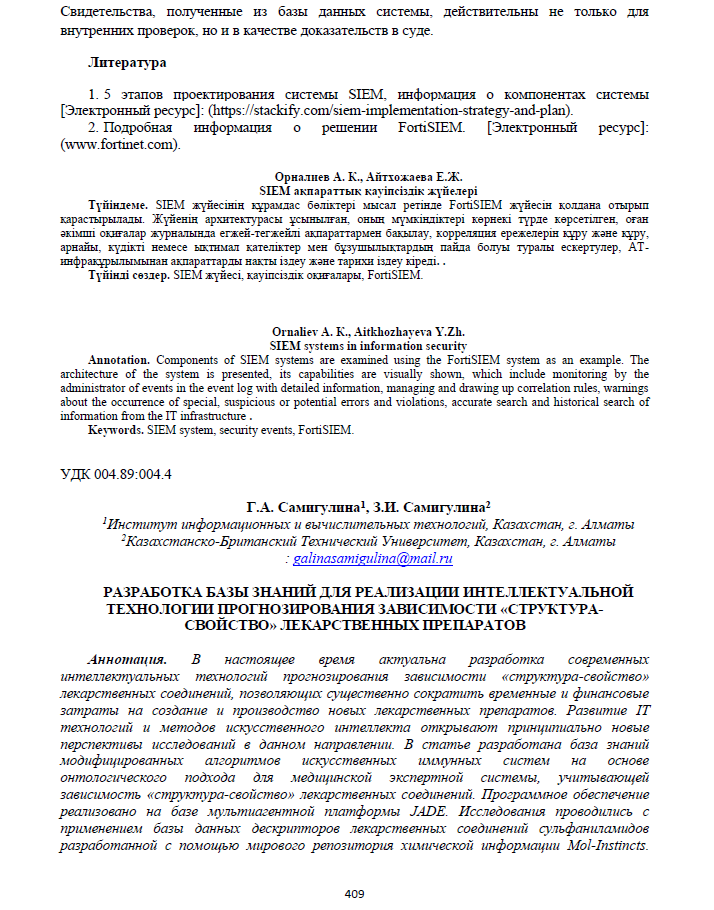 Свидетельства, полученные из базы данных системы, действительны не только для
внутренних проверок, но и в качестве доказательств в суде.
Литература
1. 5 этапов проектирования системы SIEM, информация о компонентах системы
[Электронный ресурс]: (https://stackify.com/siem-implementation-strategy-and-plan).
2. Подробная информация о решении FortiSIEM. [Электронный ресурс]:
(www.fortinet.com).
Орналиев А. К., Айтхожаева Е.Ж.
SIEM ақпараттық қауіпсіздік жүйелері
Түйіндеме. SIEM жүйесінің құрамдас бөліктері мысал ретінде FortiSIEM жүйесін қолдана отырып
қарастырылады. Жүйенің архитектурасы ұсынылған, оның мүмкіндіктері көрнекі түрде көрсетілген, оған
әкімші оқиғалар журналында егжей-тегжейлі ақпараттармен бақылау, корреляция ережелерін құру және құру,
арнайы, күдікті немесе ықтимал қателіктер мен бұзушылықтардың пайда болуы туралы ескертулер, АТ-
инфрақұрылымынан ақпараттарды нақты іздеу және тарихи іздеу кіреді. .
Түйінді сөздер. SIEM жүйесі, қауіпсіздік оқиғалары, FortiSIEM.
Ornaliev A. K., Aitkhozhayeva Y.Zh.
SIEM systems in information security
Annotation. Components of SIEM systems are examined using the FortiSIEM system as an example. The
architecture of the system is presented, its capabilities are visually shown, which include monitoring by the
administrator of events in the event log with detailed information, managing and drawing up correlation rules, warnings
about the occurrence of special, suspicious or potential errors and violations, accurate search and historical search of
information from the IT infrastructure .
Keywords. SIEM system, security events, FortiSIEM.
УДК 004.89:004.4
Г.А. Самигулина1, З.И. Самигулина2
1Институт информационных и вычислительных технологий, Казахстан, г. Алматы
2Казахстанско-Британский Технический Университет, Казахстан, г. Алматы
: galinasamigulina@mail.ru
РАЗРАБОТКА БАЗЫ ЗНАНИЙ ДЛЯ РЕАЛИЗАЦИИ ИНТЕЛЛЕКТУАЛЬНОЙ
ТЕХНОЛОГИИ ПРОГНОЗИРОВАНИЯ ЗАВИСИМОСТИ «СТРУКТУРА-
СВОЙСТВО» ЛЕКАРСТВЕННЫХ ПРЕПАРАТОВ
Аннотация. В настоящее время актуальна разработка современных
интеллектуальных технологий прогнозирования зависимости «структура-свойство»
лекарственных соединений, позволяющих существенно сократить временные и финансовые
затраты на создание и производство новых лекарственных препаратов. Развитие IT
технологий и методов искусственного интеллекта открывают принципиально новые
перспективы исследований в данном направлении. В статье разработана база знаний
модифицированных алгоритмов искусственных иммунных систем на основе
онтологического подхода для медицинской экспертной системы, учитывающей
зависимость «структура-свойство» лекарственных соединений. Программное обеспечение
реализовано на базе мультиагентной платформы JADE. Исследования проводились с
применением базы данных дескрипторов лекарственных соединений сульфаниламидов
разработанной с помощью мирового репозитория химической информации Mol-Instincts.
409